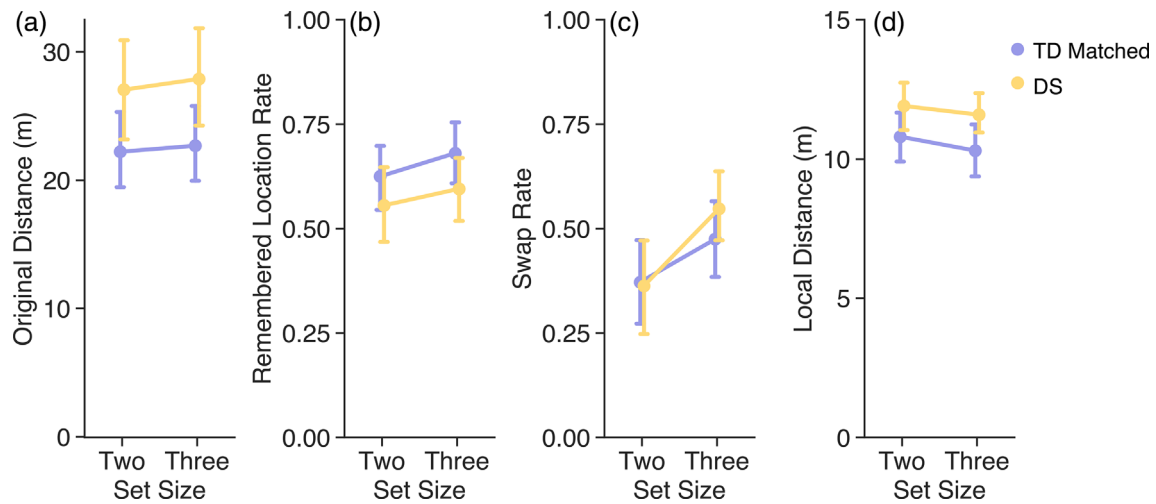 (a)
Original Distance (m)
30
20
10
0
Two Three
Set Size
(b)
Remembered Location Rate
1.00
0.75
0.50
0.25
0.00
Two Three
Set Size
(c)
Swap Rate
1.00
0.75
0.50
0.25
0.00
Two Three
Set Size
(d)
Local Distance (m)
15
10
5
0
Two Three
Set Size
TD Matched
DS